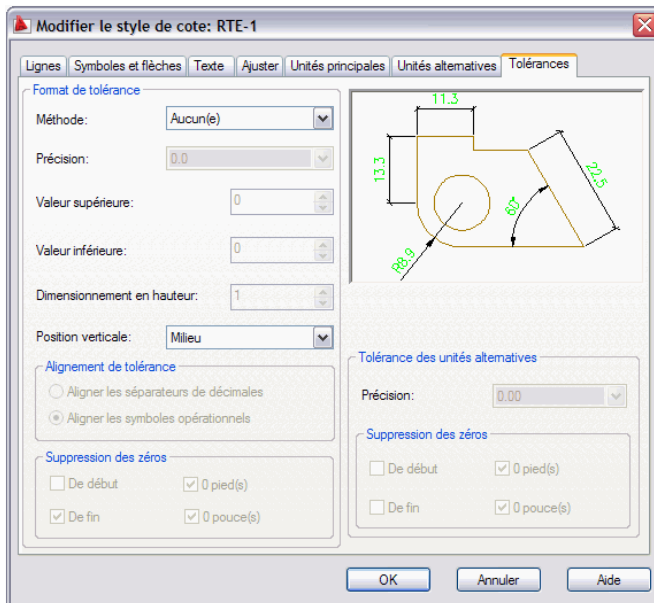 Modifier le style de cote: RTE-1
Lignes Symboles et flèches Texte Ajuster Unités principales Unités alternatives Tolérances
Format de tolérance
Méthode: Aucun(e)
Précision: 0.0
Valeur supérieure: 0
Valeur inférieure: 0
Dimensionnement en hauteur: 1
Position verticale: Milieu
Alignement de tolérance
Aligner les séparateurs de décimales
Aligner les symboles opérationnels
Suppression des zéros
De début 0 pied(s)
De fin 0 pouce(s)
11.3
13.3
22.5
60°
R8.9
Tolérance des unités alternatives
Précision: 0.00
Suppression des zéros
De début 0 pied(s)
De fin 0 pouce(s)
OK Annuler Aide